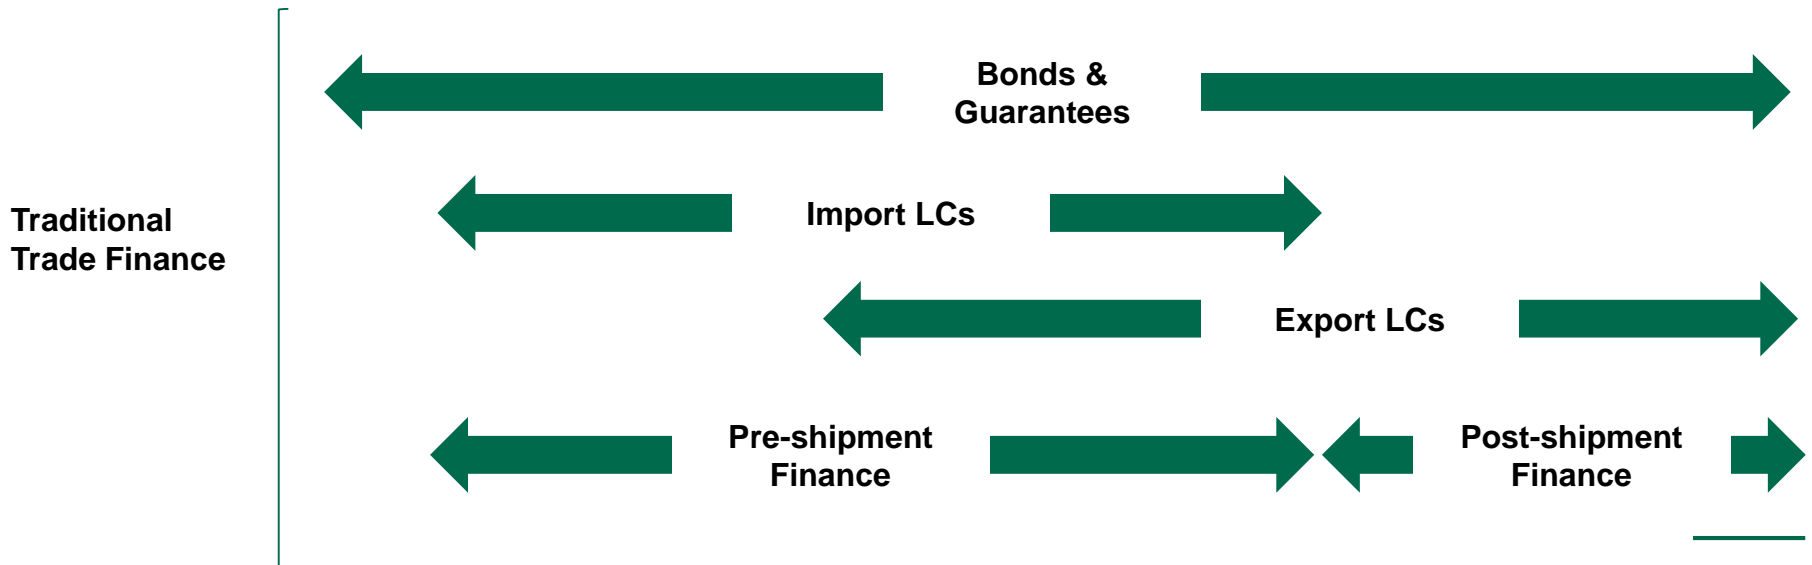 Bonds &
Guarantees
Traditional
Trade Finance
Import LCs
Export LCs
Pre-shipment
Finance
Post-shipment
Finance